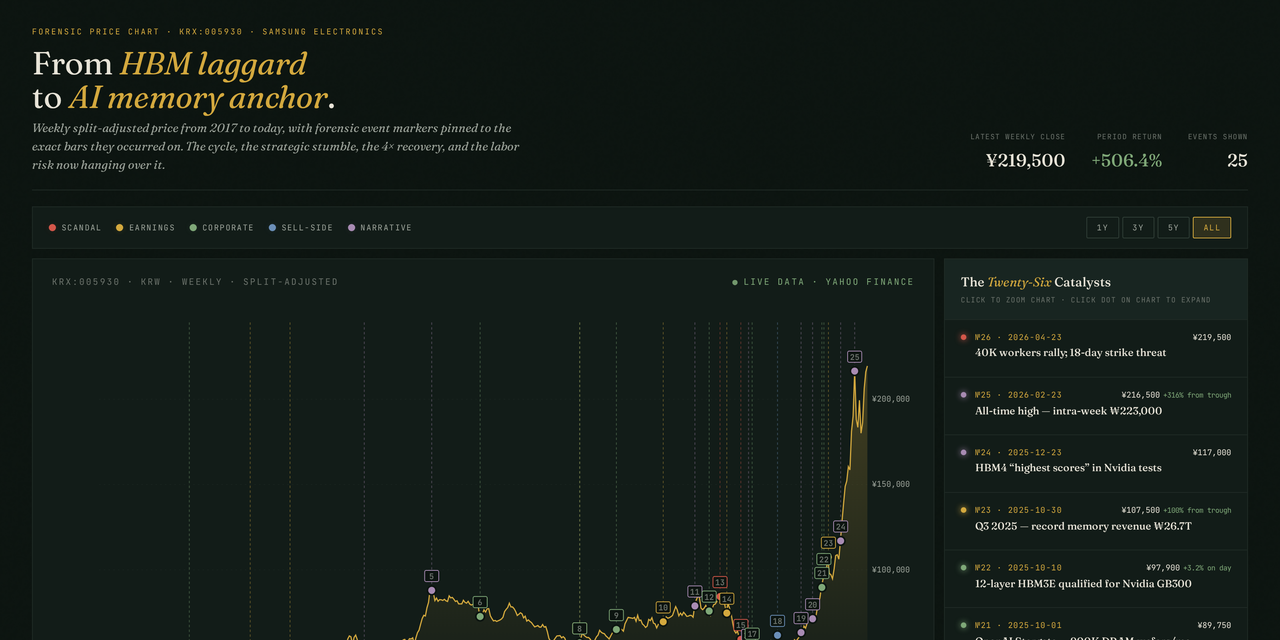 FORENSIC PRICE CHART · KRX:005930 · SAMSUNG ELECTRONICS
From HBM laggard
to AI memory anchor.
Weekly split-adjusted price from 2017 to today, with forensic event markers pinned to the
exact bars they occurred on. The cycle, the strategic stumble, the 4× recovery, and the labor
risk now hanging over it.
LATEST WEEKLY CLOSE
¥219,500
PERIOD RETURN
+506.4%
EVENTS SHOWN
25
SCANDAL EARNINGS CORPORATE SELL-SIDE NARRATIVE
1Y 3Y 5Y ALL
KRX:005930 · KRW · WEEKLY · SPLIT-ADJUSTED
LIVE DATA · YAHOO FINANCE
25
¥200,000
¥150,000
24
23
22
21
¥100,000
5
13
11
12
14
20
6
10
9
19
18
8
15
17
The Twenty-Six Catalysts
CLICK TO ZOOM CHART · CLICK DOT ON CHART TO EXPAND
№26 · 2026-04-23 ¥219,500
40K workers rally; 18-day strike threat
№25 · 2026-02-23 ¥216,500 +316% from trough
All-time high — intra-week ₩223,000
№24 · 2025-12-23 ¥117,000
HBM4 “highest scores” in Nvidia tests
№23 · 2025-10-30 ¥107,500 +100% from trough
Q3 2025 — record memory revenue ₩26.7T
№22 · 2025-10-10 ¥97,900 +3.2% on day
12-layer HBM3E qualified for Nvidia GB300
№21 · 2025-10-01 ¥89,750